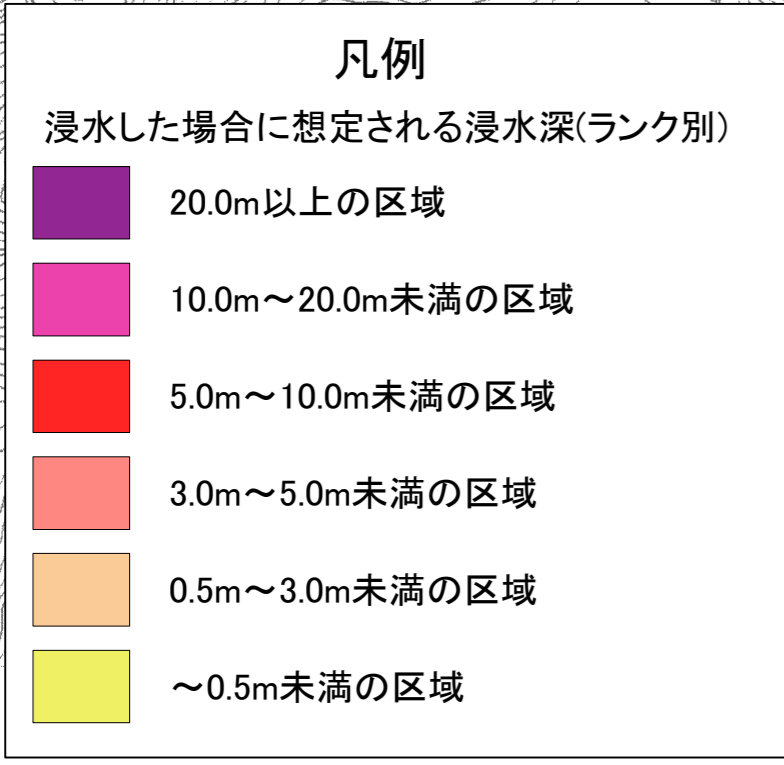 凡例
浸水した場合に想定される浸水深(ランク別)
20.0m以上の区域
10.0m～20.0m未満の区域
5.0m～10.0m未満の区域
3.0m～5.0m未満の区域
0.5m～3.0m未満の区域
～0.5m未満の区域